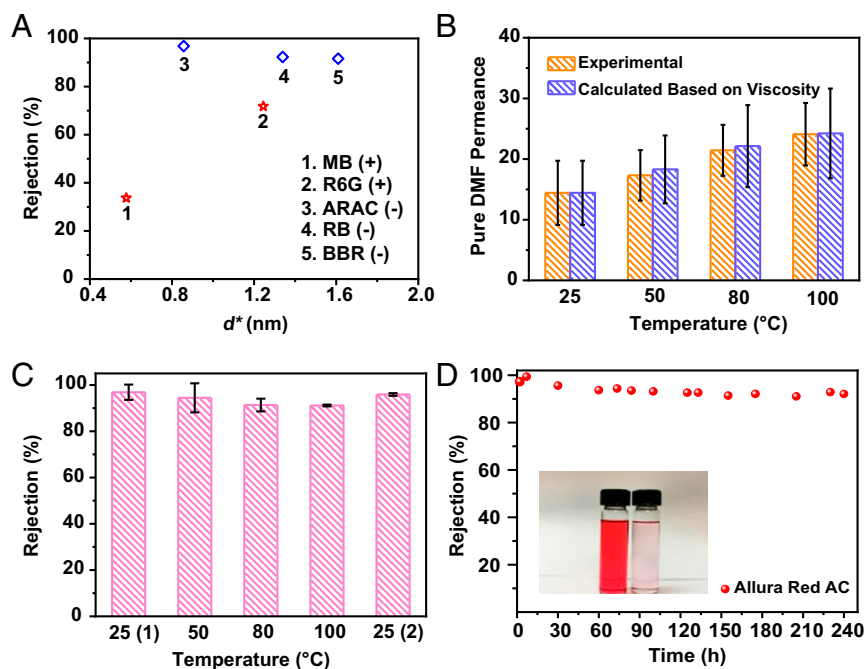 A
Rejection (%)
100
80
60
40
20
0
3
4
5
2
1
1. MB (+)
2. R6G (+)
3. ARAC (-)
4. RB (-)
5. BBR (-)
0.4
0.8
1.2
1.6
2.0
d* (nm)
B
Pure DMF Permeance
40
30
20
10
0
Experimental
Calculated Based on Viscosity
25
50
80
100
Temperature (°C)
C
Rejection (%)
100
80
60
40
20
0
25 (1)
50
80
100
25 (2)
Temperature (°C)
D
Rejection (%)
100
80
60
40
20
Allura Red AC
0
30
60
90
120
150
180
210
240
Time (h)